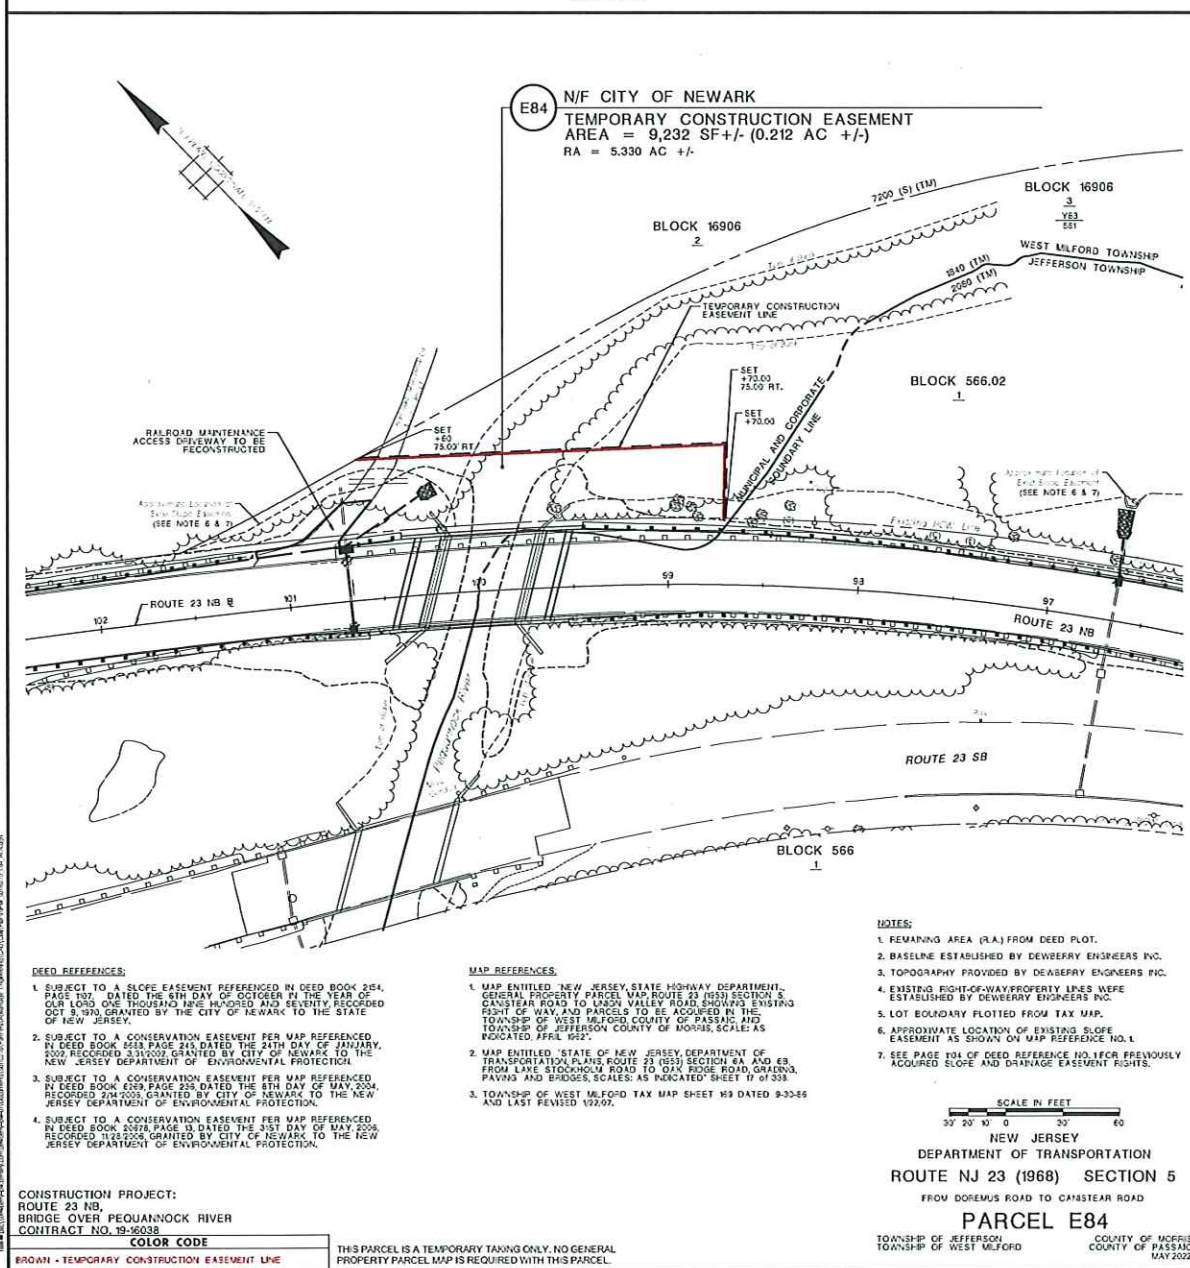 E84
N/F CITY OF NEWARK
TEMPORARY CONSTRUCTION EASEMENT
AREA = 9,232 SF+/- (0.212 AC +/-)
RA = 5.330 AC +/-
7200 (S) (TM)
BLOCK 16906
3
Y63
BLOCK 16906
2
WEST MILFORD TOWNSHIP
JEFFERSON TOWNSHIP
1840 (TM)
2080 (TM)
TEMPORARY CONSTRUCTION
EASEMENT LINE
SET
+70.00
75.00' RT.
SET
+70.00
BLOCK 566.02
1
MUNICIPAL AND CORPORATE
BOUNDARY LINE
RAILROAD MAINTENANCE
ACCESS DRIVEWAY TO BE
RECONSTRUCTED
SET
+60
75.00' RT.
Approximate Location of
(SEE NOTE 6 & 7)
Approximate Location of
Exist Slope Easement
(SEE NOTE 6 & 7)
Existing ROW Line
ROUTE 23 NB
102
101
100
99
98
97
ROUTE 23 NB
Pequannock River
ROUTE 23 SB
BLOCK 566
1
DEED REFERENCES:
1. SUBJECT TO A SLOPE EASEMENT REFERENCED IN DEED BOOK 2154,
PAGE 1107, DATED THE 6TH DAY OF OCTOBER IN THE YEAR OF
OUR LORD ONE THOUSAND NINE HUNDRED AND SEVENTY, RECORDED
OCT 9, 1970, GRANTED BY THE CITY OF NEWARK TO THE STATE
OF NEW JERSEY.
2. SUBJECT TO A CONSERVATION EASEMENT PER MAP REFERENCED
IN DEED BOOK PAGE 245, DATED THE 24TH DAY OF JANUARY,
2002, RECORDED GRANTED BY CITY OF NEWARK TO THE
NEW JERSEY DEPARTMENT OF ENVIRONMENTAL PROTECTION.
3. SUBJECT TO A CONSERVATION EASEMENT PER MAP REFERENCED
IN DEED BOOK PAGE DATED THE 8TH DAY OF MAY, 2004,
RECORDED GRANTED BY CITY OF NEWARK TO THE NEW
JERSEY DEPARTMENT OF ENVIRONMENTAL PROTECTION.
4. SUBJECT TO A CONSERVATION EASEMENT PER MAP REFERENCED
IN DEED BOOK PAGE 13, DATED THE 31ST DAY OF MAY, 2006,
RECORDED 11/28/2006, GRANTED BY CITY OF NEWARK TO THE NEW
JERSEY DEPARTMENT OF ENVIRONMENTAL PROTECTION.
MAP REFERENCES:
1. MAP ENTITLED "NEW JERSEY, STATE HIGHWAY DEPARTMENT,
GENERAL PROPERTY PARCEL MAP, ROUTE 23 (1953) SECTION 5,
RIGHT OF WAY, AND PARCELS TO BE ACQUIRED IN THE
TOWNSHIP OF WEST MILFORD, COUNTY OF PASSAIC, AND
TOWNSHIP OF JEFFERSON COUNTY OF MORRIS, SCALE: AS
INDICATED, APRIL 1962".
2. MAP ENTITLED "STATE OF NEW JERSEY, DEPARTMENT OF
TRANSPORTATION, PLANS, ROUTE 23 (1953) SECTION 6A AND 6B,
FROM LAKE STOCKHOLM ROAD TO OAK RIDGE ROAD, GRADING,
PAVING AND BRIDGES, SCALES: AS INDICATED" SHEET 17 of 338.
3. TOWNSHIP OF WEST MILFORD TAX MAP SHEET 169 DATED 9-30-86
AND LAST REVISED 1/22/07.
NOTES:
1. REMAINING AREA (R.A.) FROM DEED PLOT.
2. BASELINE ESTABLISHED BY DEWBERRY ENGINEERS INC.
3. TOPOGRAPHY PROVIDED BY DEWBERRY ENGINEERS INC.
4. EXISTING RIGHT-OF-WAY/PROPERTY LINES WERE
ESTABLISHED BY DEWBERRY ENGINEERS INC.
5. LOT BOUNDARY PLOTTED FROM TAX MAP.
6. APPROXIMATE LOCATION OF EXISTING SLOPE
EASEMENT AS SHOWN ON MAP REFERENCE NO. 1.
7. SEE PAGE 1104 OF DEED REFERENCE NO. 1 FOR PREVIOUSLY
ACQUIRED SLOPE AND DRAINAGE EASEMENT RIGHTS.
SCALE IN FEET
30' 20' 10' 0 30' 60
NEW JERSEY
DEPARTMENT OF TRANSPORTATION
ROUTE NJ 23 (1968) SECTION 5
FROM DOREMUS ROAD TO CANISTEAR ROAD
PARCEL E84
TOWNSHIP OF JEFFERSON COUNTY OF MORRIS
TOWNSHIP OF WEST MILFORD COUNTY OF PASSAIC
MAY 2022
CONSTRUCTION PROJECT:
ROUTE 23 NB,
BRIDGE OVER PEQUANNOCK RIVER
CONTRACT NO. 19-16038
COLOR CODE
BROWN - TEMPORARY CONSTRUCTION EASEMENT LINE
THIS PARCEL IS A TEMPORARY TAKING ONLY. NO GENERAL
PROPERTY PARCEL MAP IS REQUIRED WITH THIS PARCEL.